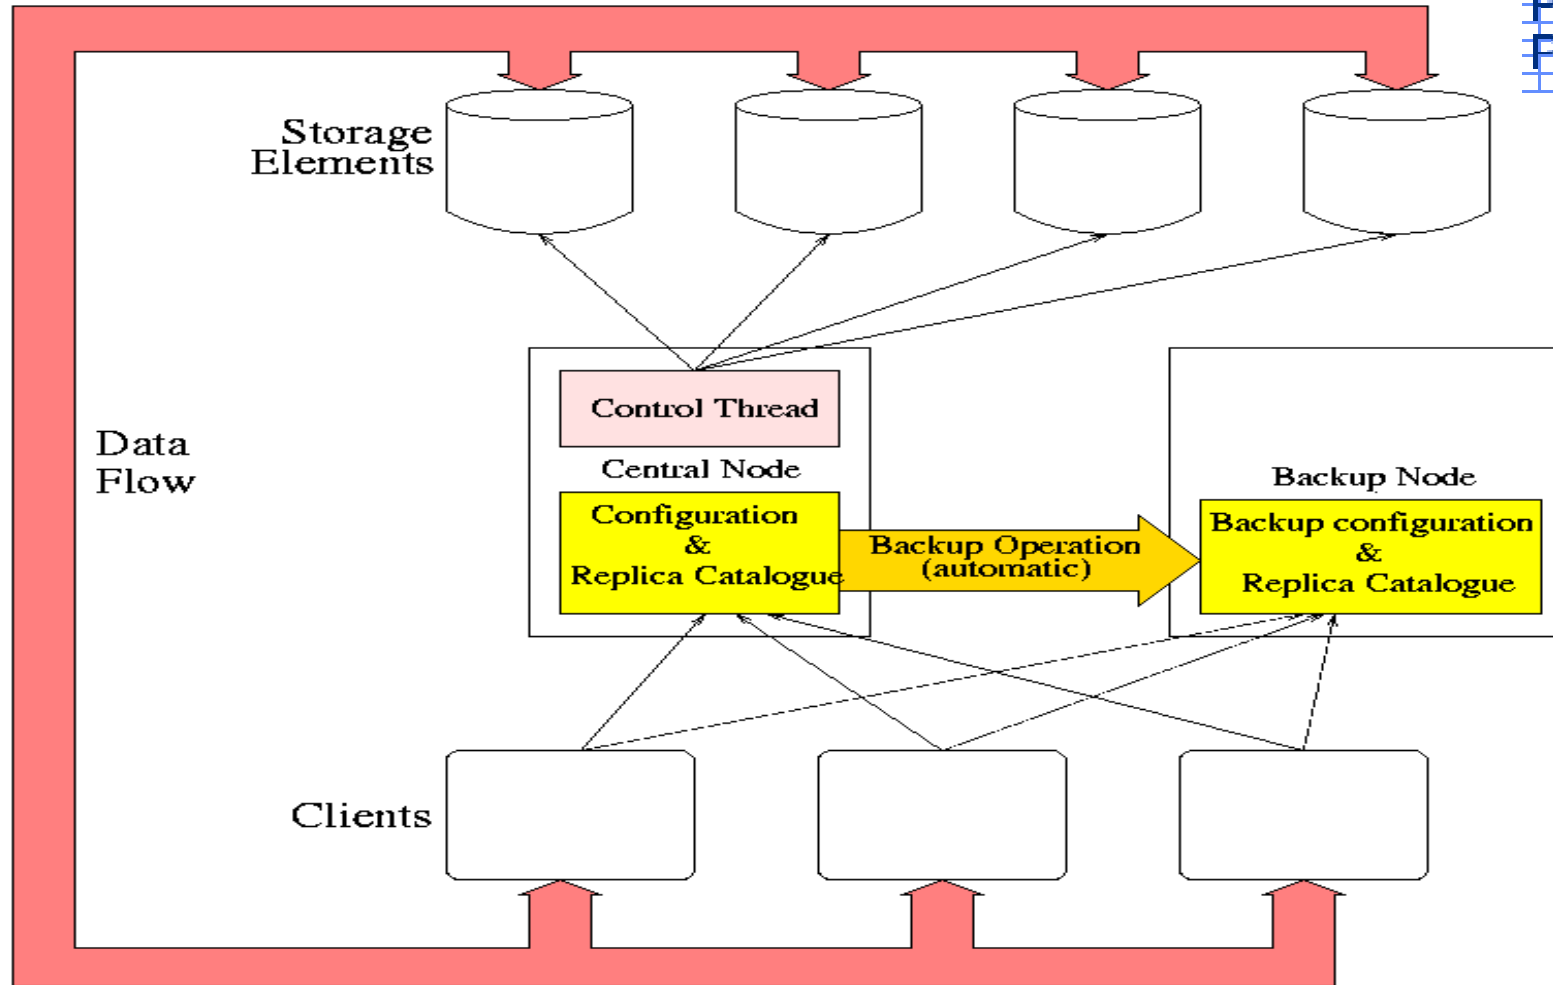 Storage
Elements
Data
Flow
Control Thread
Central Node
Configuration
&
Replica Catalogue
Backup Operation
(automatic)
Backup Node
Backup configuration
&
Replica Catalogue
Clients